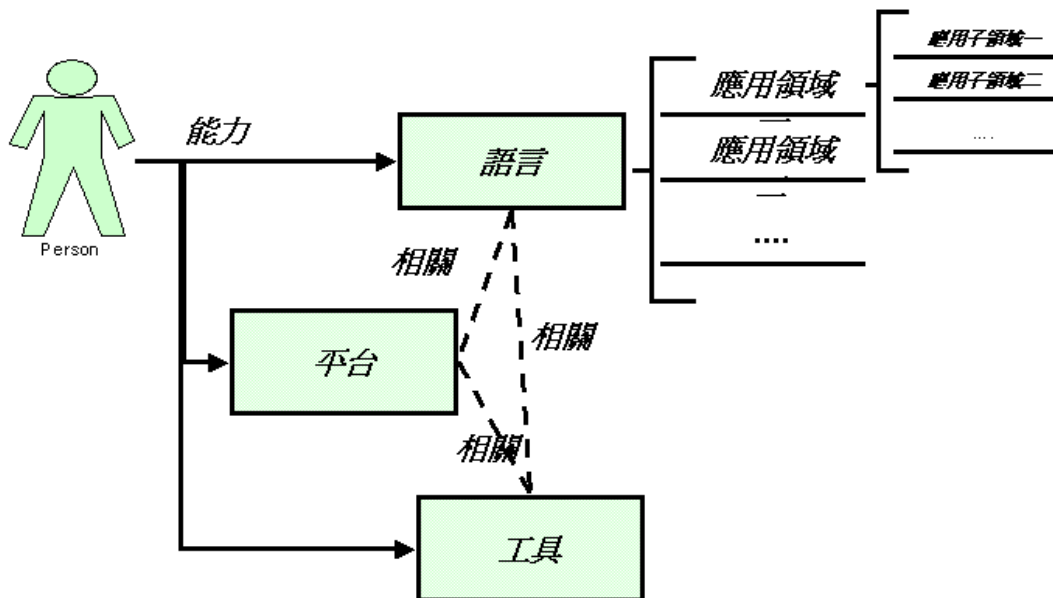 應用子領域一
應用子領域二
....
應用領域
一
應用領域
二
....
能力
語言
Person
相關
相關
平台
相關
工具